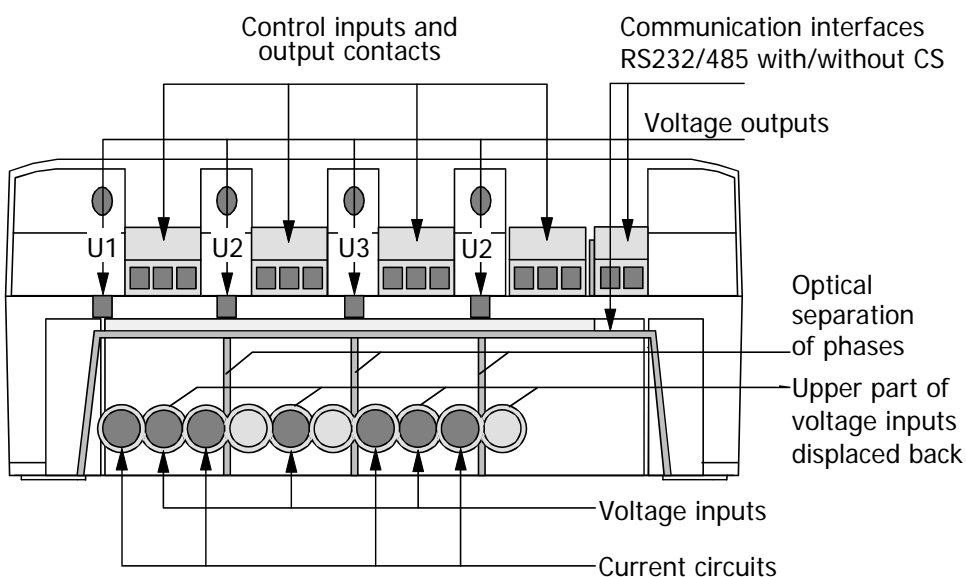 Control inputs and
output contacts
Communication interfaces
RS232/485 with/without CS
Voltage outputs
U1
U2
U3
U2
Optical
separation
of phases
Upper part of
voltage inputs
displaced back
Voltage inputs
Current circuits